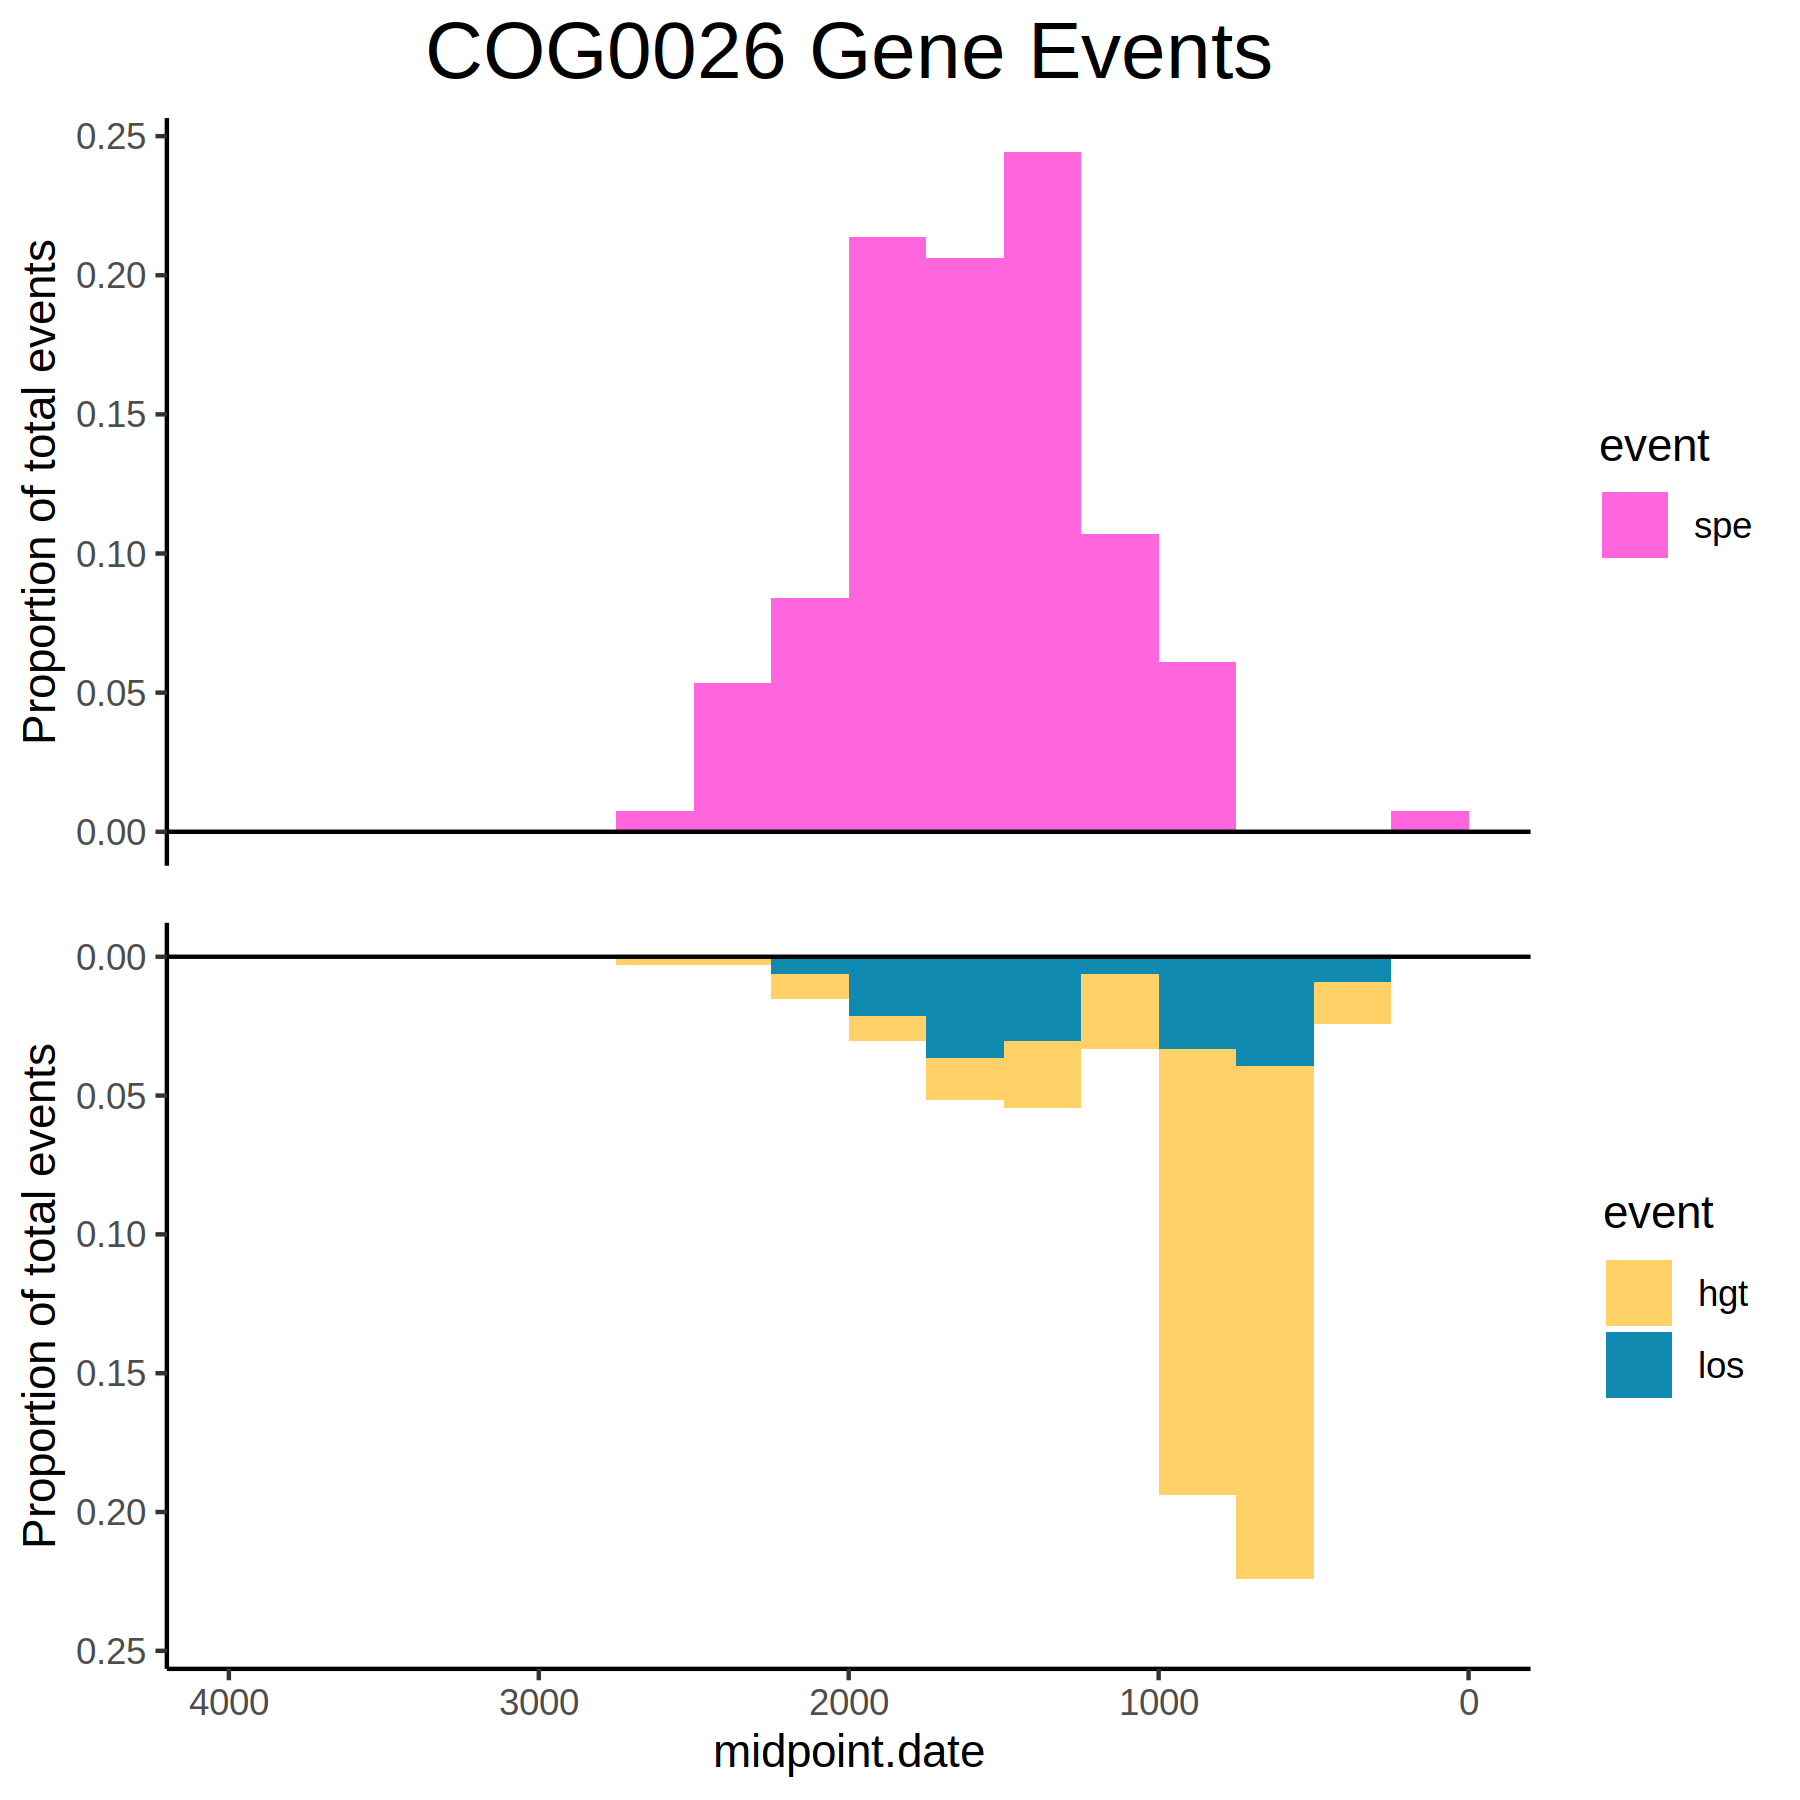 COG0026 Gene Events
Proportion of total events
0.25
0.20
0.15
0.10
0.05
0.00
event
spe
Proportion of total events
0.00
0.05
0.10
0.15
0.20
0.25
event
hgt
los
4000 3000 2000 1000 0
midpoint.date